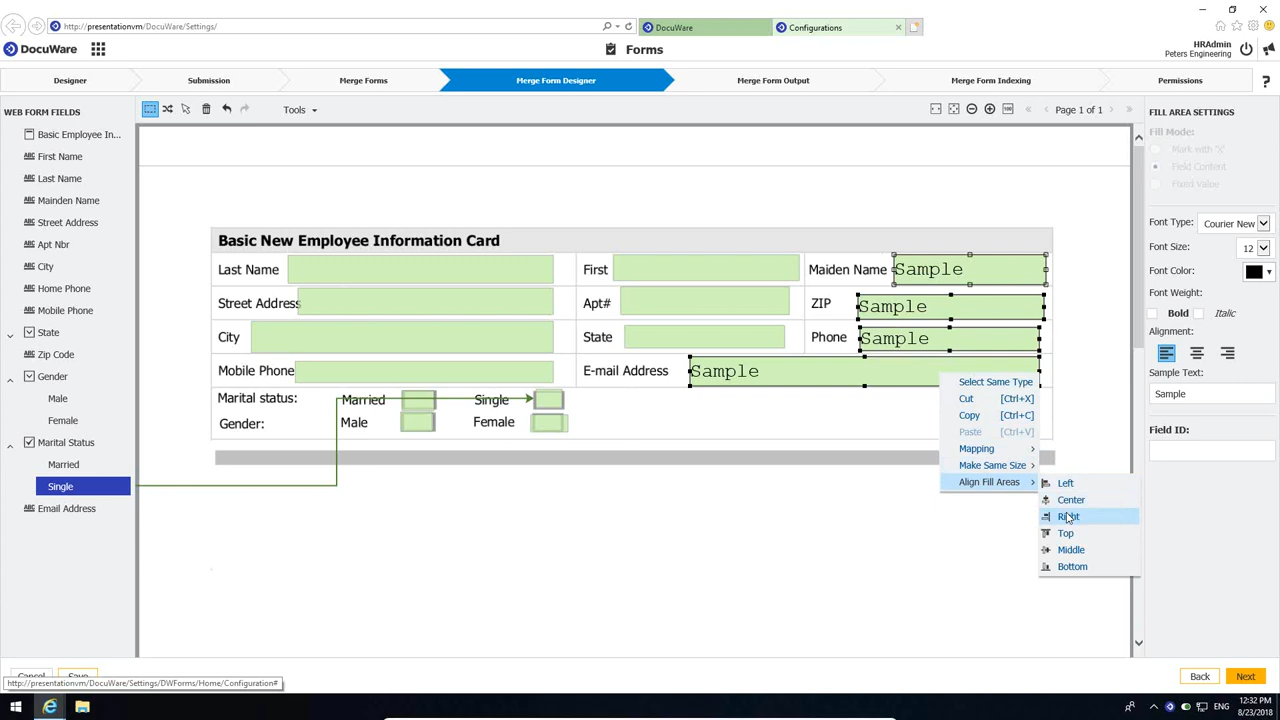 http://presentationvm/DocuWare/Settings/
DocuWare
Configurations
DocuWare
Forms
HRAdmin
Peters Engineering
Designer
Submission
Merge Forms
Merge Form Designer
Merge Form Output
Merge Form Indexing
Permissions
?
WEB FORM FIELDS
Tools
Page 1 of 1
FILL AREA SETTINGS
Basic Employee In...
First Name
Last Name
Mainden Name
Street Address
Apt Nbr
City
Home Phone
Mobile Phone
State
Zip Code
Gender
Male
Female
Marital Status
Married
Single
Email Address
Basic New Employee Information Card
Last Name
First
Maiden Name
Sample
Street Address
Apt#
ZIP
Sample
City
State
Phone
Sample
Mobile Phone
E-mail Address
Sample
Marital status:
Married
Single
Gender:
Male
Female
Select Same Type
Cut [Ctrl+X]
Copy [Ctrl+C]
Paste [Ctrl+V]
Mapping
Make Same Size
Align Fill Areas
Left
Center
Right
Top
Middle
Bottom
Fill Mode:
Mark with 'X'
Field Content
Fixed Value
Font Type:
Courier New
Font Size:
12
Font Color:
Font Weight:
Bold
Italic
Alignment:
Sample Text:
Sample
Field ID:
Cancel
Save
Back
Next
http://presentationvm/DocuWare/Settings/DWForms/Home/Configuration#
ENG
12:32 PM
8/23/2018